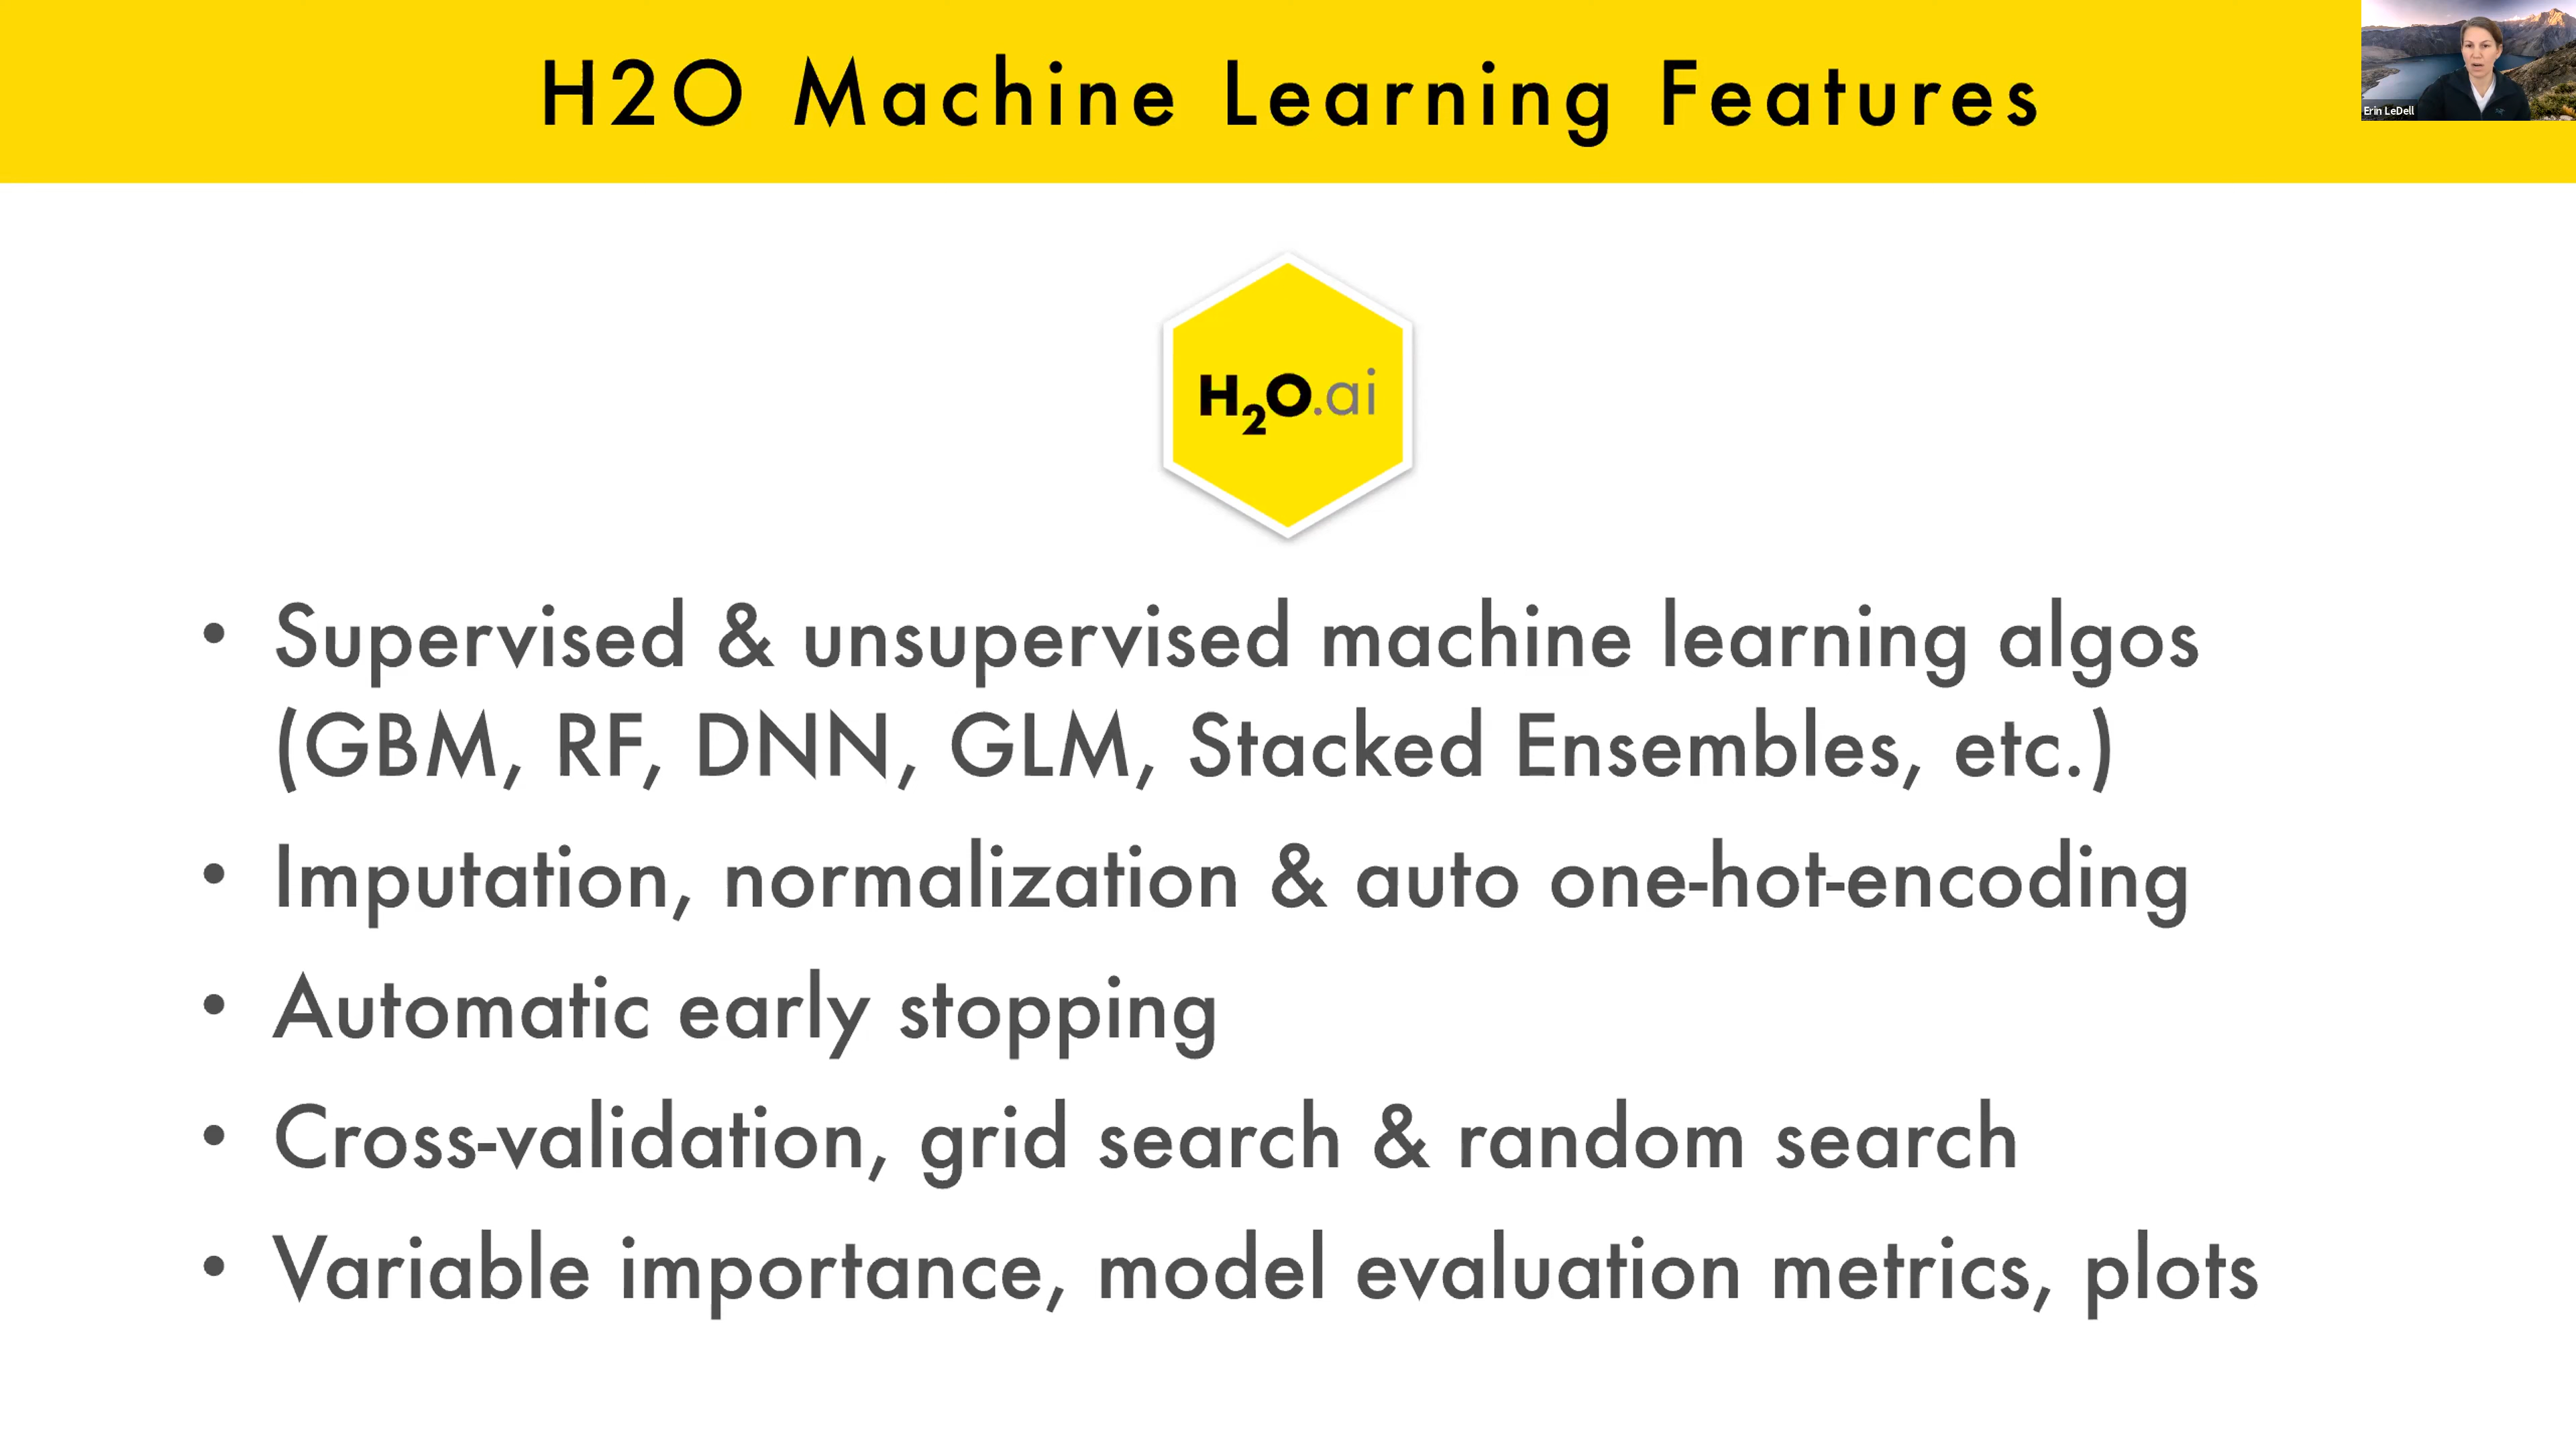 H2O Machine Learning Features
Erin LeDell
H2O.ai
• Supervised & unsupervised machine learning algos
(GBM, RF, DNN, GLM, Stacked Ensembles, etc.)
• Imputation, normalization & auto one-hot-encoding
• Automatic early stopping
• Cross-validation, grid search & random search
• Variable importance, model evaluation metrics, plots